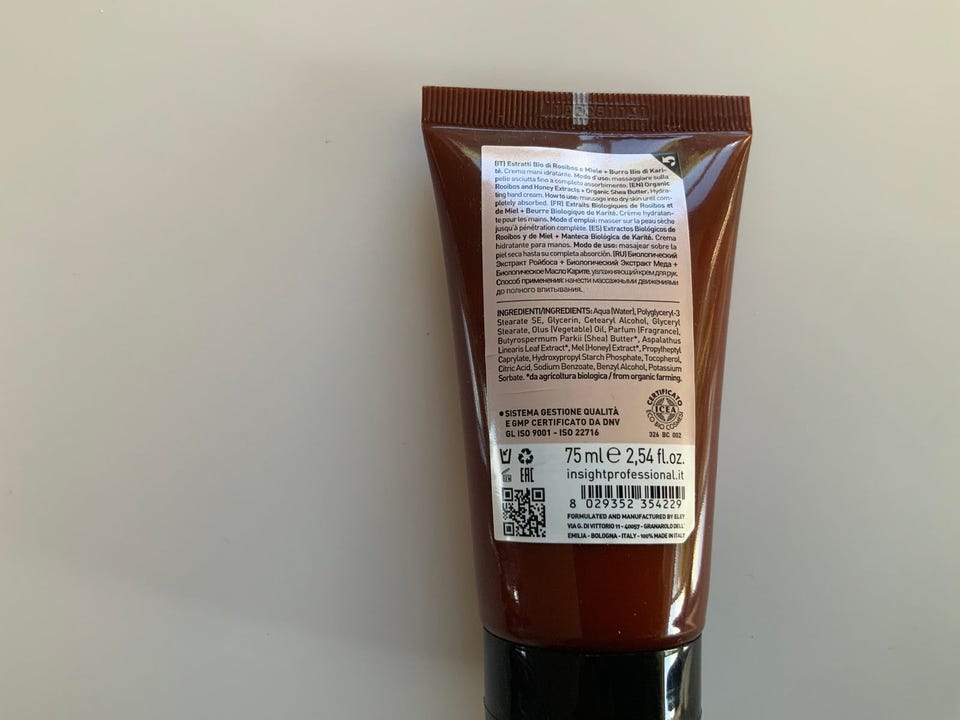 (IT) Estratti Bio di Rooibos e Miele + Burro Bio di Kari-
té. Crema mani idratante. Modo d'uso: massaggiare sulla
pelle asciutta fino a completo assorbimento. (EN) Organic
Rooibos and Honey Extracts + Organic Shea Butter. Hydra-
ting hand cream. How to use: massage into dry skin until com-
pletely absorbed. (FR) Extraits Biologiques de Rooibos et
de Miel + Beurre Biologique de Karité. Crème hydratan-
te pour les mains. Mode d'emploi: masser sur la peau sèche
jusqu'à pénétration complète. (ES) Extractos Biológicos de
Rooibos y de Miel + Manteca Biológica de Karité. Crema
hidratante para manos. Modo de uso: masajear sobre la
piel seca hasta su completa absorción. (RU) Биологический
Экстракт Ройбоса + Биологический Экстракт Меда +
Биологическое Масло Карите, увлажняющий крем для рук.
Способ применения: нанести массажными движениями
до полного впитывания.
INGREDIENTI/INGREDIENTS: Aqua (Water), Polyglyceryl-3
Stearate SE, Glycerin, Cetearyl Alcohol, Glyceryl
Stearate, Olus (Vegetable) Oil, Parfum (Fragrance),
Butyrospermum Parkii (Shea) Butter*, Aspalathus
Linearis Leaf Extract*, Mel (Honey) Extract*, Propylheptyl
Caprylate, Hydroxypropyl Starch Phosphate, Tocopherol,
Citric Acid, Sodium Benzoate, Benzyl Alcohol, Potassium
Sorbate. *da agricoltura biologica / from organic farming.
• SISTEMA GESTIONE QUALITÀ
E GMP CERTIFICATO DA DNV
GL ISO 9001 - ISO 22716
CERTIFICATO
ICEA
ECO BIO COSMESI
326 BC 002
75 ml e 2,54 fl.oz.
EAC
insightprofessional.it
8 029352 354229
FORMULATED AND MANUFACTURED BY ELEY
VIA G. DI VITTORIO 11 - 40057 - GRANAROLO DELL'
EMILIA - BOLOGNA - ITALY - 100% MADE IN ITALY